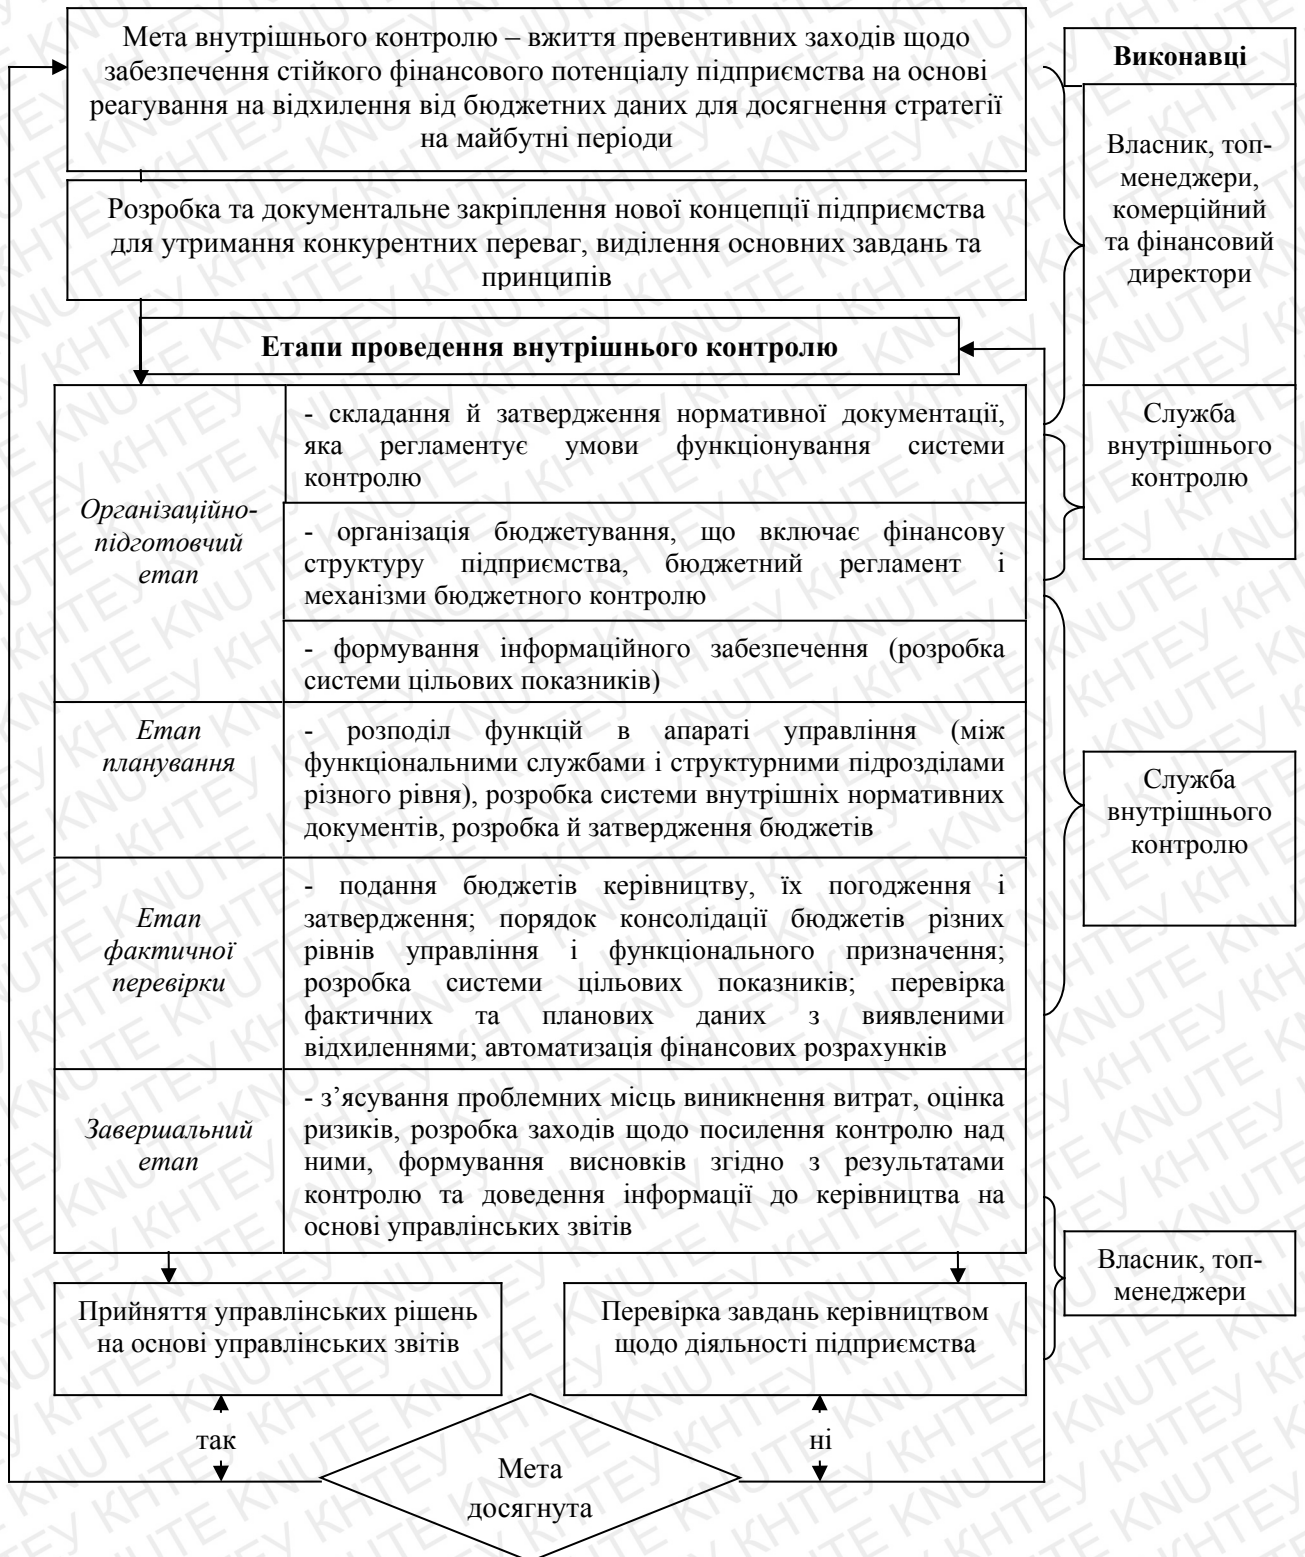 Мета внутрішнього контролю – вжиття превентивних заходів щодо
забезпечення стійкого фінансового потенціалу підприємства на основі
реагування на відхилення від бюджетних даних для досягнення стратегії
на майбутні періоди
Виконавці
Власник, топ-
менеджери,
комерційний
та фінансовий
директори
Розробка та документальне закріплення нової концепції підприємства
для утримання конкурентних переваг, виділення основних завдань та
принципів
Етапи проведення внутрішнього контролю
Організаційно-
підготовчий
етап
- складання й затвердження нормативної документації,
яка регламентує умови функціонування системи
контролю
Служба
внутрішнього
контролю
- організація бюджетування, що включає фінансову
структуру підприємства, бюджетний регламент і
механізми бюджетного контролю
- формування інформаційного забезпечення (розробка
системи цільових показників)
Етап
планування
- розподіл функцій в апараті управління (між
функціональними службами і структурними підрозділами
різного рівня), розробка системи внутрішніх нормативних
документів, розробка й затвердження бюджетів
Служба
внутрішнього
контролю
Етап
фактичної
перевірки
- подання бюджетів керівництву, їх погодження і
затвердження; порядок консолідації бюджетів різних
рівнів управління і функціонального призначення;
розробка системи цільових показників; перевірка
фактичних та планових даних з виявленими
відхиленнями; автоматизація фінансових розрахунків
Завершальний
етап
- з’ясування проблемних місць виникнення витрат, оцінка
ризиків, розробка заходів щодо посилення контролю над
ними, формування висновків згідно з результатами
контролю та доведення інформації до керівництва на
основі управлінських звітів
Власник, топ-
менеджери
Прийняття управлінських рішень
на основі управлінських звітів
Перевірка завдань керівництвом
щодо діяльності підприємства
так
ні
Мета
досягнута